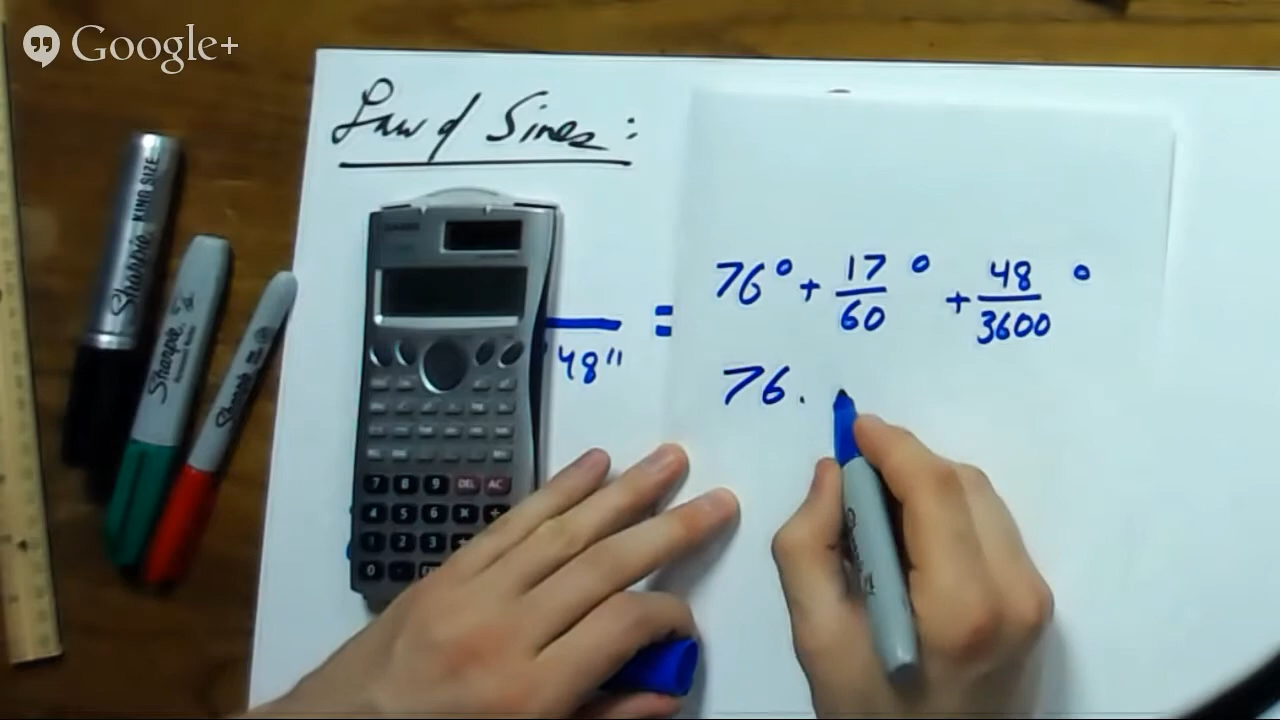 Google+
Law of Sines:
76° + 17/60 ° + 48/3600 °
=
48"
76.
Sharpie KING SIZE
Sharpie
Sharpie
CASIO
7 8 9 DEL AC
4 5 6 × ÷
1 2 3
0 .